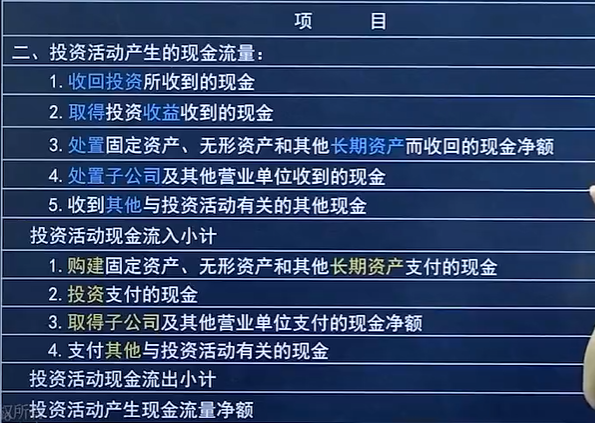 项 目
二、投资活动产生的现金流量：
1.收回投资所收到的现金
2.取得投资收益收到的现金
3.处置固定资产、无形资产和其他长期资产而收回的现金净额
4.处置子公司及其他营业单位收到的现金
5.收到其他与投资活动有关的其他现金
投资活动现金流入小计
1.购建固定资产、无形资产和其他长期资产支付的现金
2.投资支付的现金
3.取得子公司及其他营业单位支付的现金净额
4.支付其他与投资活动有关的现金
投资活动现金流出小计
投资活动产生现金流量净额